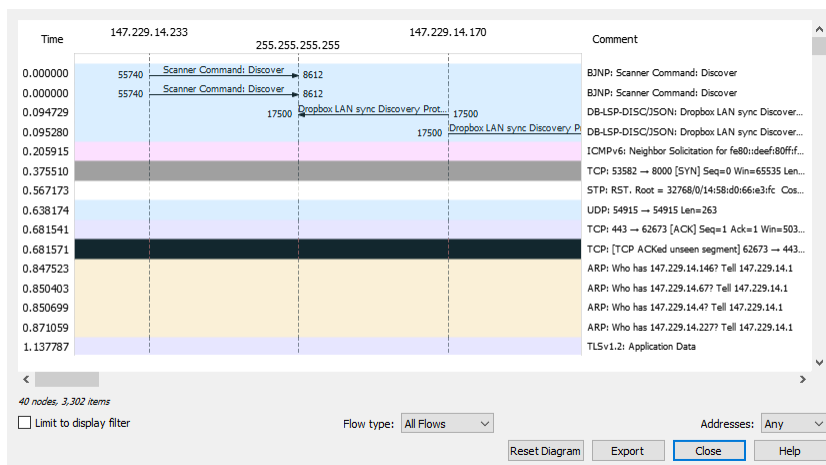 Time 147.229.14.233 255.255.255.255 147.229.14.170 Comment
0.000000 55740 Scanner Command: Discover 8612 BJNP: Scanner Command: Discover
0.000000 55740 Scanner Command: Discover 8612 BJNP: Scanner Command: Discover
0.094729 17500 Dropbox LAN sync Discovery Prot... 17500 DB-LSP-DISC/JSON: Dropbox LAN sync Discover...
0.095280 17500 Dropbox LAN sync Discovery P DB-LSP-DISC/JSON: Dropbox LAN sync Discover...
0.205915 ICMPv6: Neighbor Solicitation for fe80::deef:80ff:f...
0.375510 TCP: 53582 → 8000 [SYN] Seq=0 Win=65535 Len...
0.567173 STP: RST. Root = 32768/0/14:58:d0:66:e3:fc Cos...
0.638174 UDP: 54915 → 54915 Len=263
0.681541 TCP: 443 → 62673 [ACK] Seq=1 Ack=1 Win=503...
0.681571 TCP: [TCP ACKed unseen segment] 62673 → 443...
0.847523 ARP: Who has 147.229.14.146? Tell 147.229.14.1
0.850403 ARP: Who has 147.229.14.67? Tell 147.229.14.1
0.850699 ARP: Who has 147.229.14.4? Tell 147.229.14.1
0.871059 ARP: Who has 147.229.14.227? Tell 147.229.14.1
1.137787 TLSv1.2: Application Data
40 nodes, 3,302 items
Limit to display filter Flow type: All Flows Addresses: Any
Reset Diagram Export Close Help